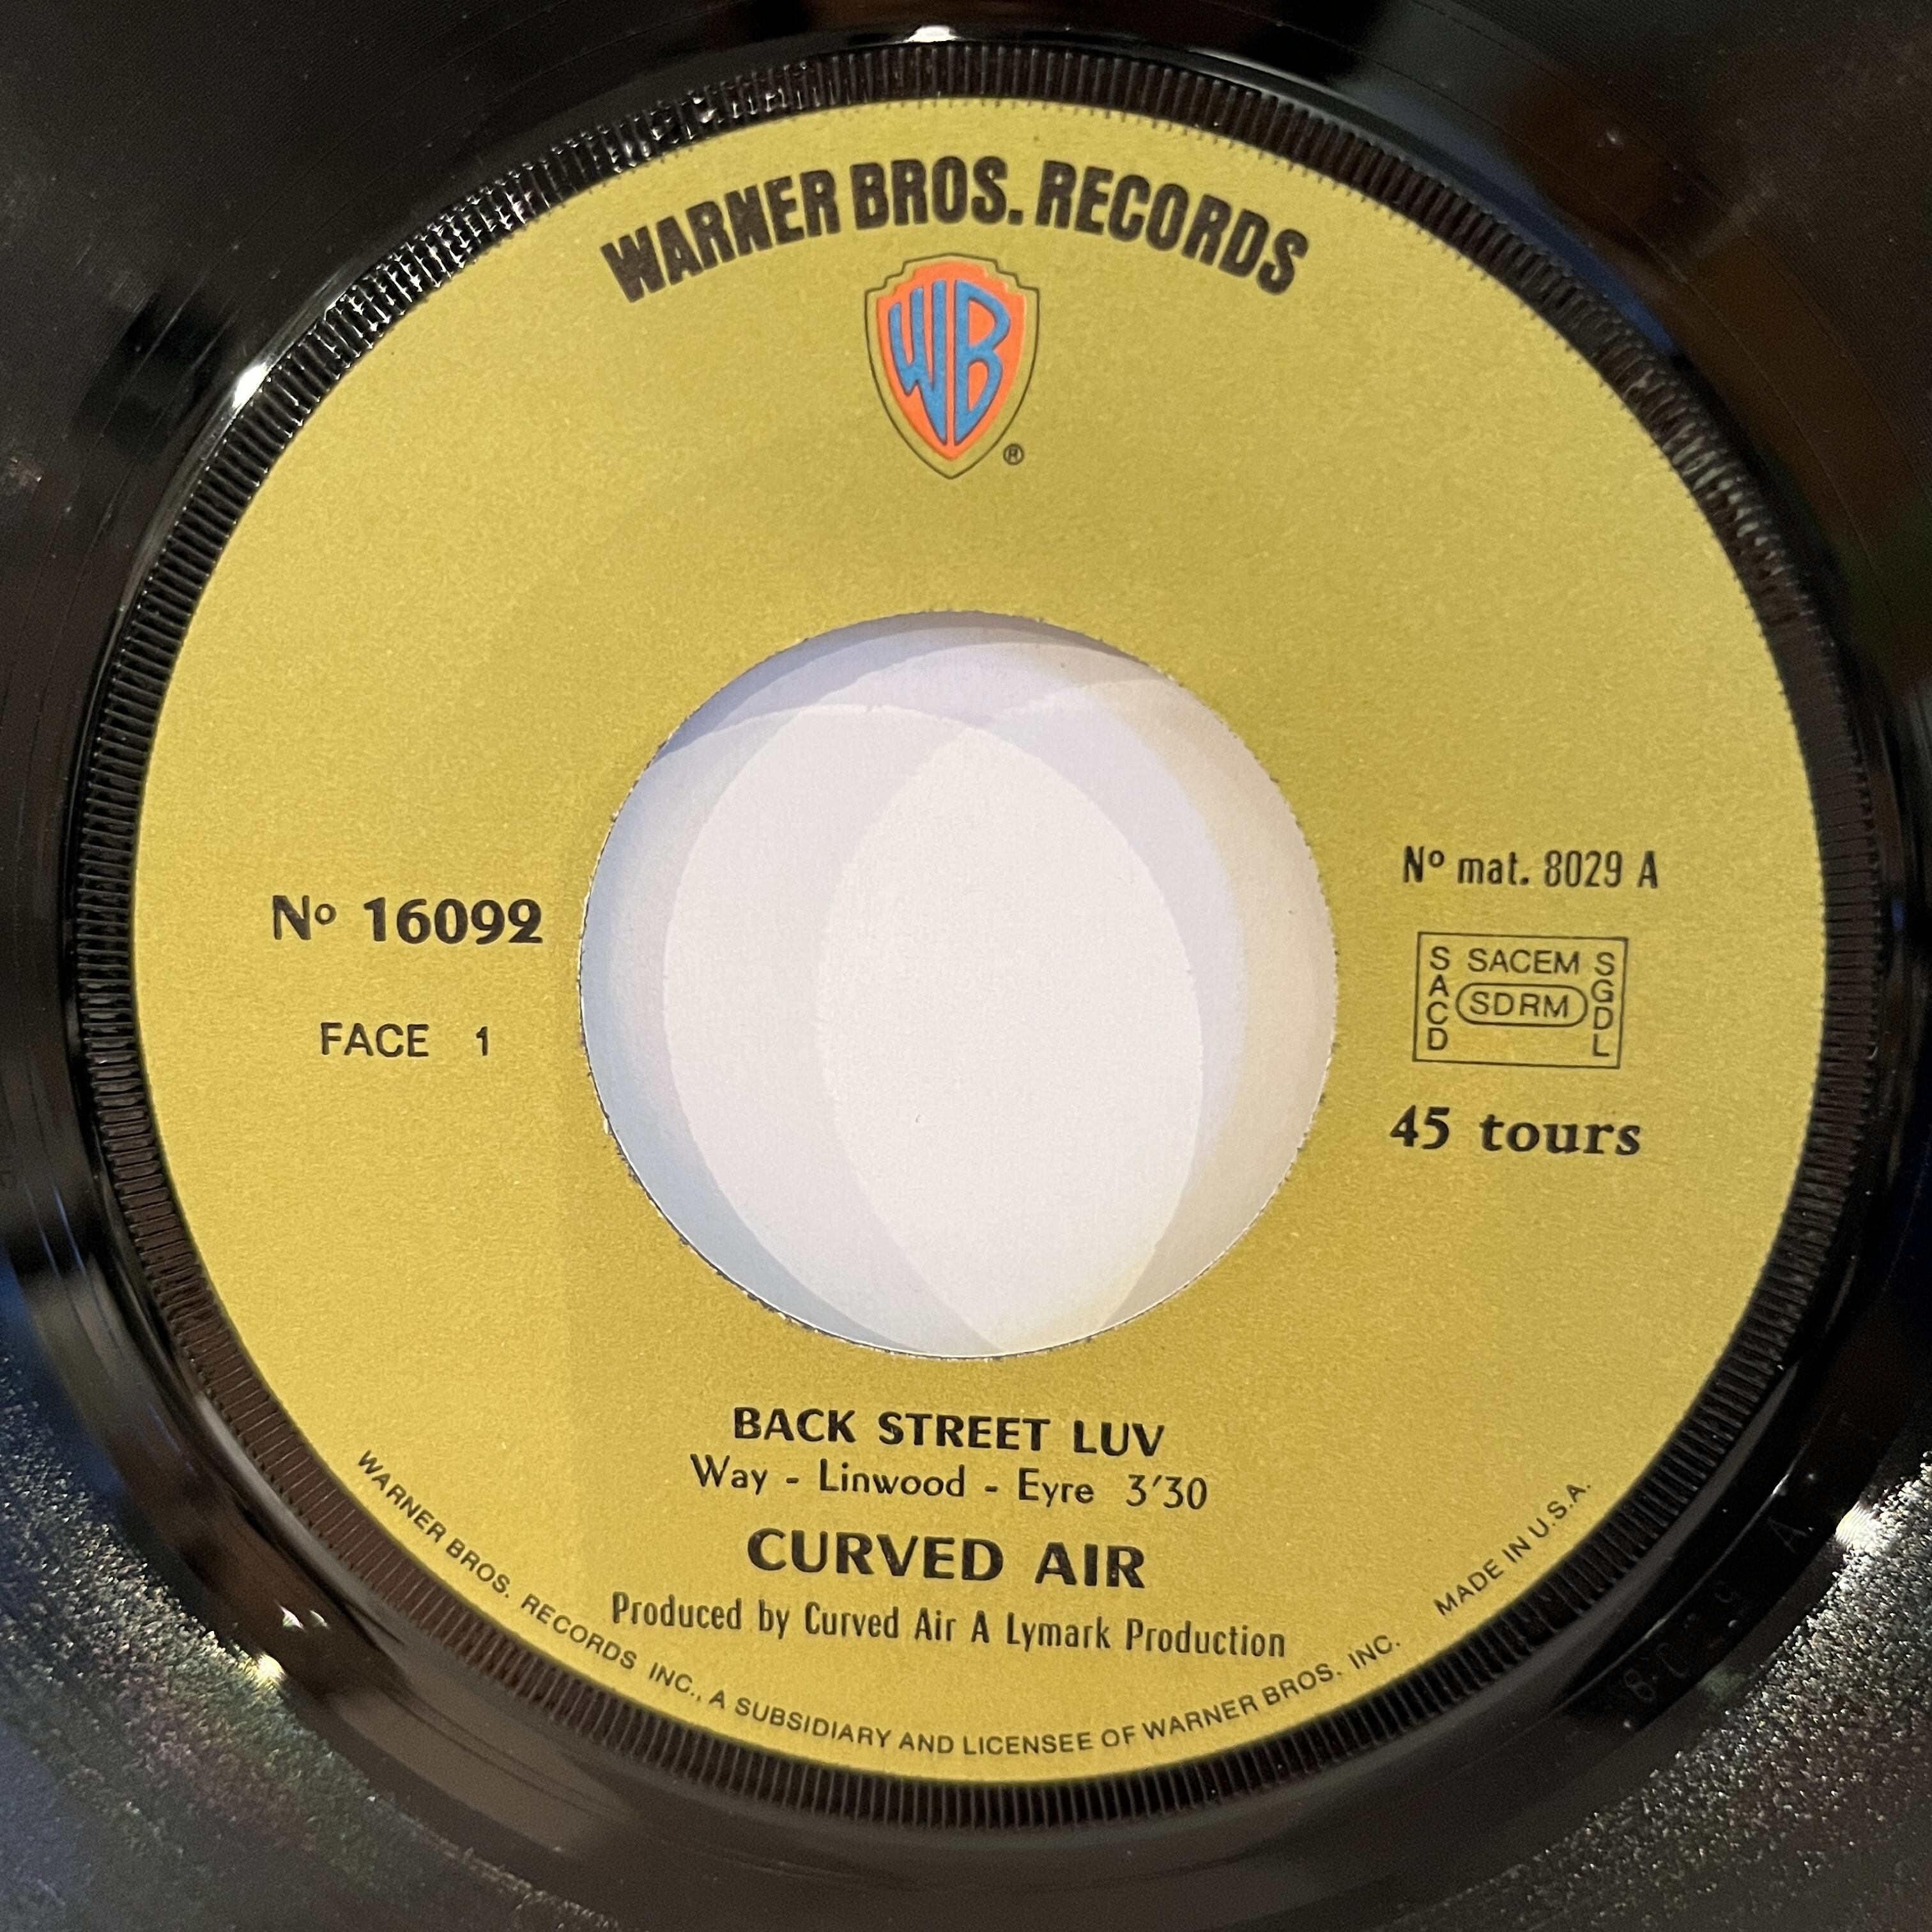 WARNER BROS. RECORDS
WB
®
Nº 16092
FACE 1
Nº mat. 8029 A
SACD
SACEM
SDRM
SGDL
45 tours
BACK STREET LUV
Way - Linwood - Eyre 3'30
CURVED AIR
Produced by Curved Air A Lymark Production
WARNER BROS. RECORDS INC., A SUBSIDIARY AND LICENSEE OF WARNER BROS. INC.
MADE IN U.S.A.